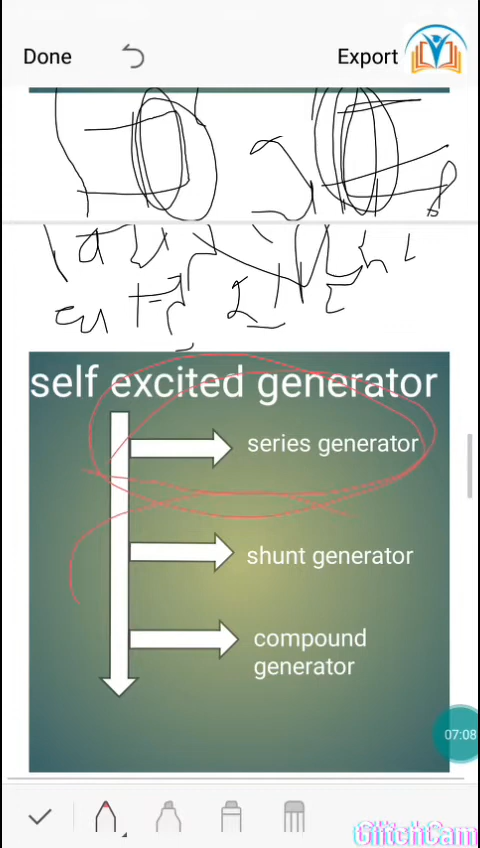 Done
Export
self excited generator
series generator
shunt generator
compound
generator
07:08
GlitchCam